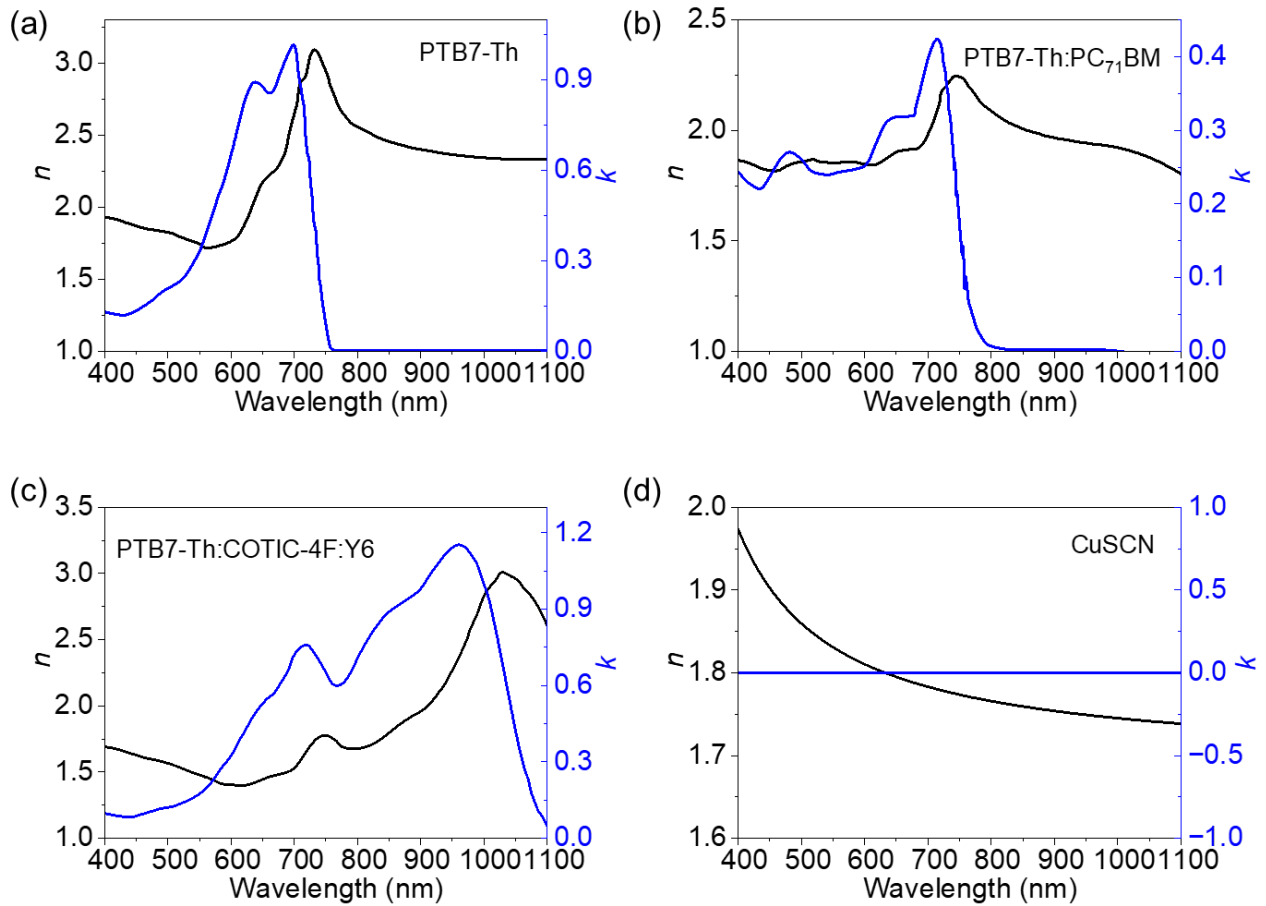 (a)
PTB7-Th
n
3.0
2.5
2.0
1.5
1.0
k
0.9
0.6
0.3
0.0
400 500 600 700 800 900 1000 1100
Wavelength (nm)
(b)
PTB7-Th:PC₇₁BM
n
2.5
2.0
1.5
1.0
k
0.4
0.3
0.2
0.1
0.0
400 500 600 700 800 900 1000 1100
Wavelength (nm)
(c)
PTB7-Th:COTIC-4F:Y6
n
3.5
3.0
2.5
2.0
1.5
1.0
k
1.2
0.9
0.6
0.3
0.0
400 500 600 700 800 900 1000 1100
Wavelength (nm)
(d)
CuSCN
n
2.0
1.9
1.8
1.7
1.6
k
1.0
0.5
0.0
−0.5
−1.0
400 500 600 700 800 900 1000 1100
Wavelength (nm)